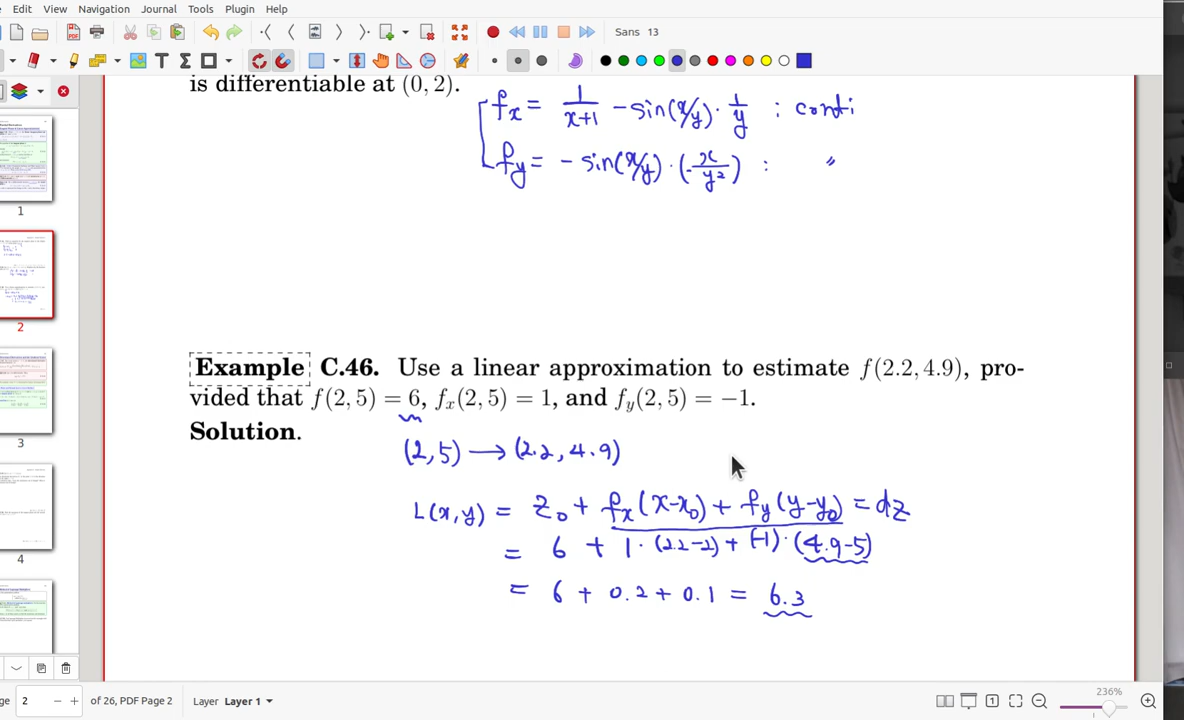 Edit View Navigation Journal Tools Plugin Help
Sans 13
is differentiable at (0, 2).
fx = 1/(x+1) − sin(x/y) · 1/y : conti
fy = − sin(x/y) · (−x/y²) : 〃
Example C.46. Use a linear approximation to estimate f(2.2, 4.9), pro-
vided that f(2, 5) = 6, fx(2, 5) = 1, and fy(2, 5) = −1.
Solution.
(2,5) → (2.2, 4.9)
L(x,y) = z₀ + fx(x−x₀) + fy(y−y₀) = dz
= 6 + 1·(2.2−2) + (−1)·(4.9−5)
= 6 + 0.2 + 0.1 = 6.3
1
2
3
4
ge 2 − + of 26, PDF Page 2 Layer Layer 1 236%